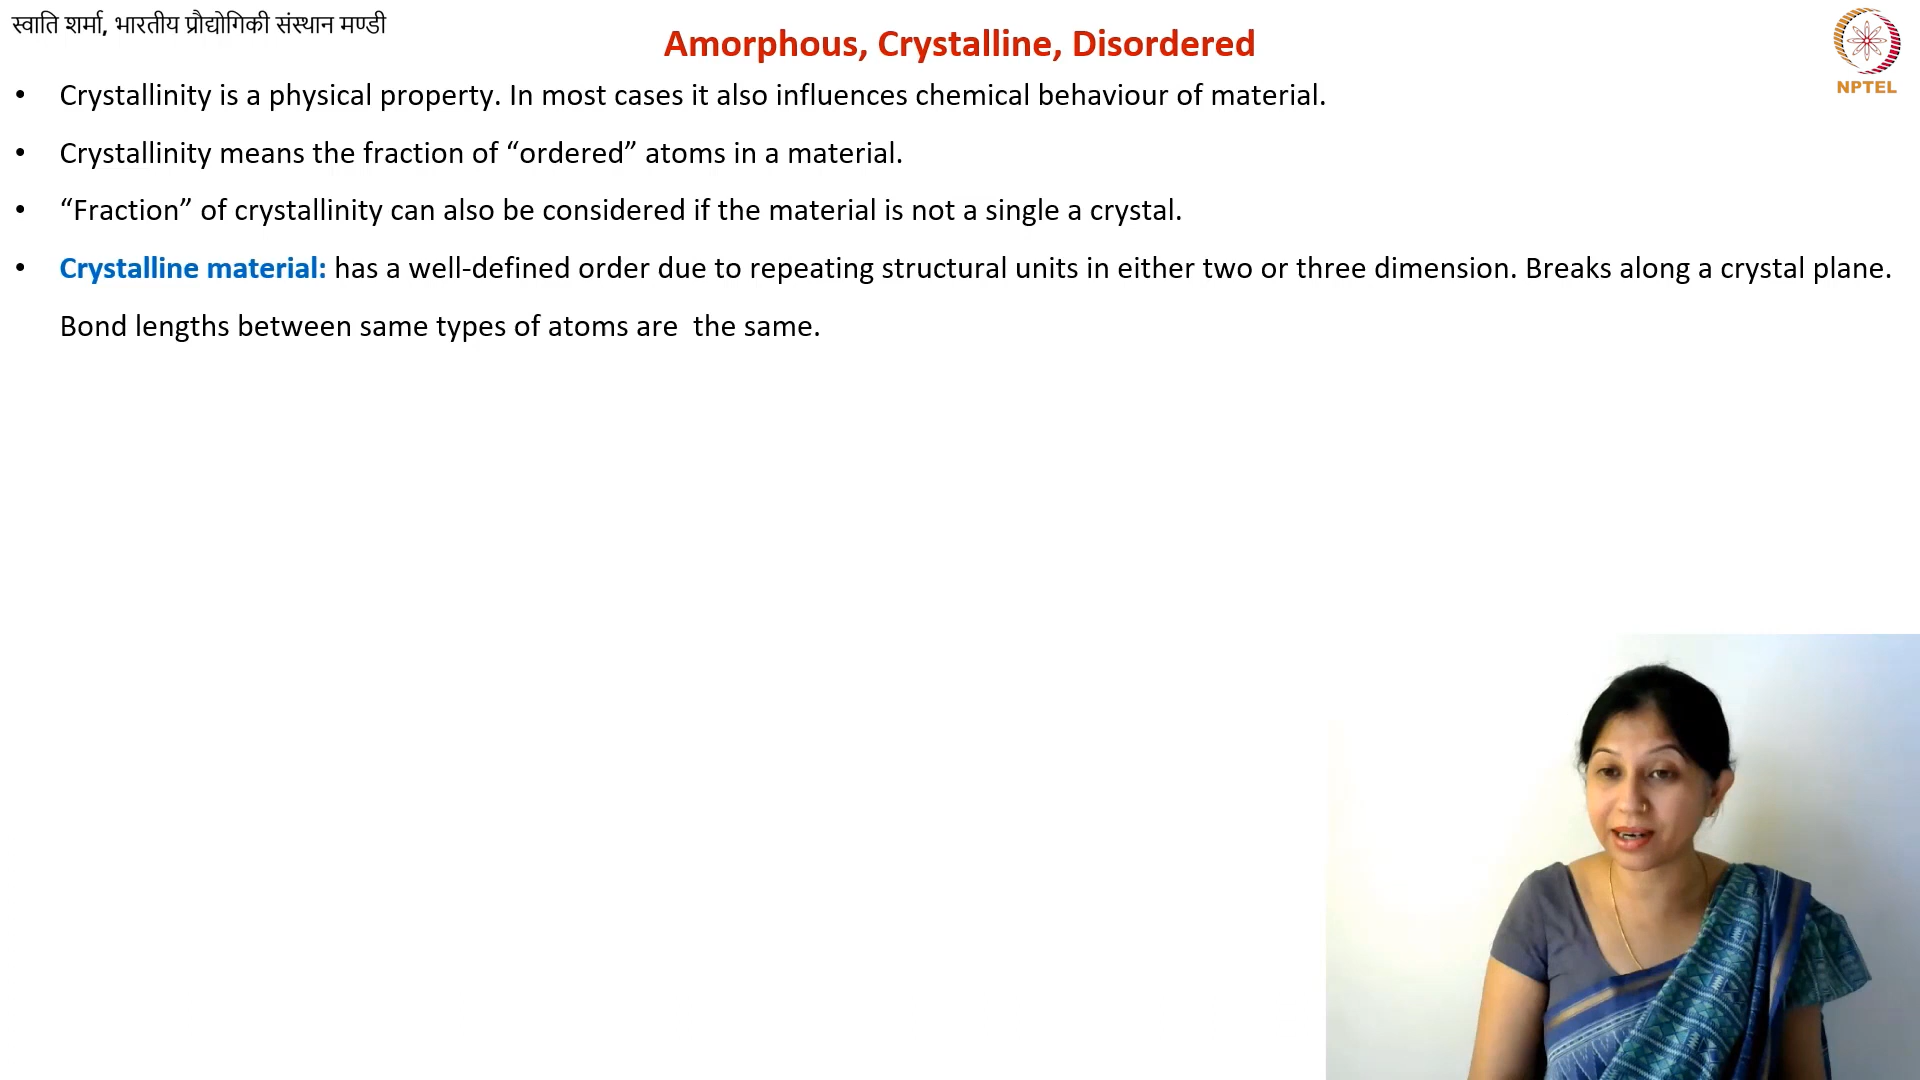 स्वाति शर्मा, भारतीय प्रौद्योगिकी संस्थान मण्डी
Amorphous, Crystalline, Disordered
NPTEL
• Crystallinity is a physical property. In most cases it also influences chemical behaviour of material.
• Crystallinity means the fraction of “ordered” atoms in a material.
• “Fraction” of crystallinity can also be considered if the material is not a single a crystal.
• Crystalline material: has a well-defined order due to repeating structural units in either two or three dimension. Breaks along a crystal plane.
Bond lengths between same types of atoms are the same.